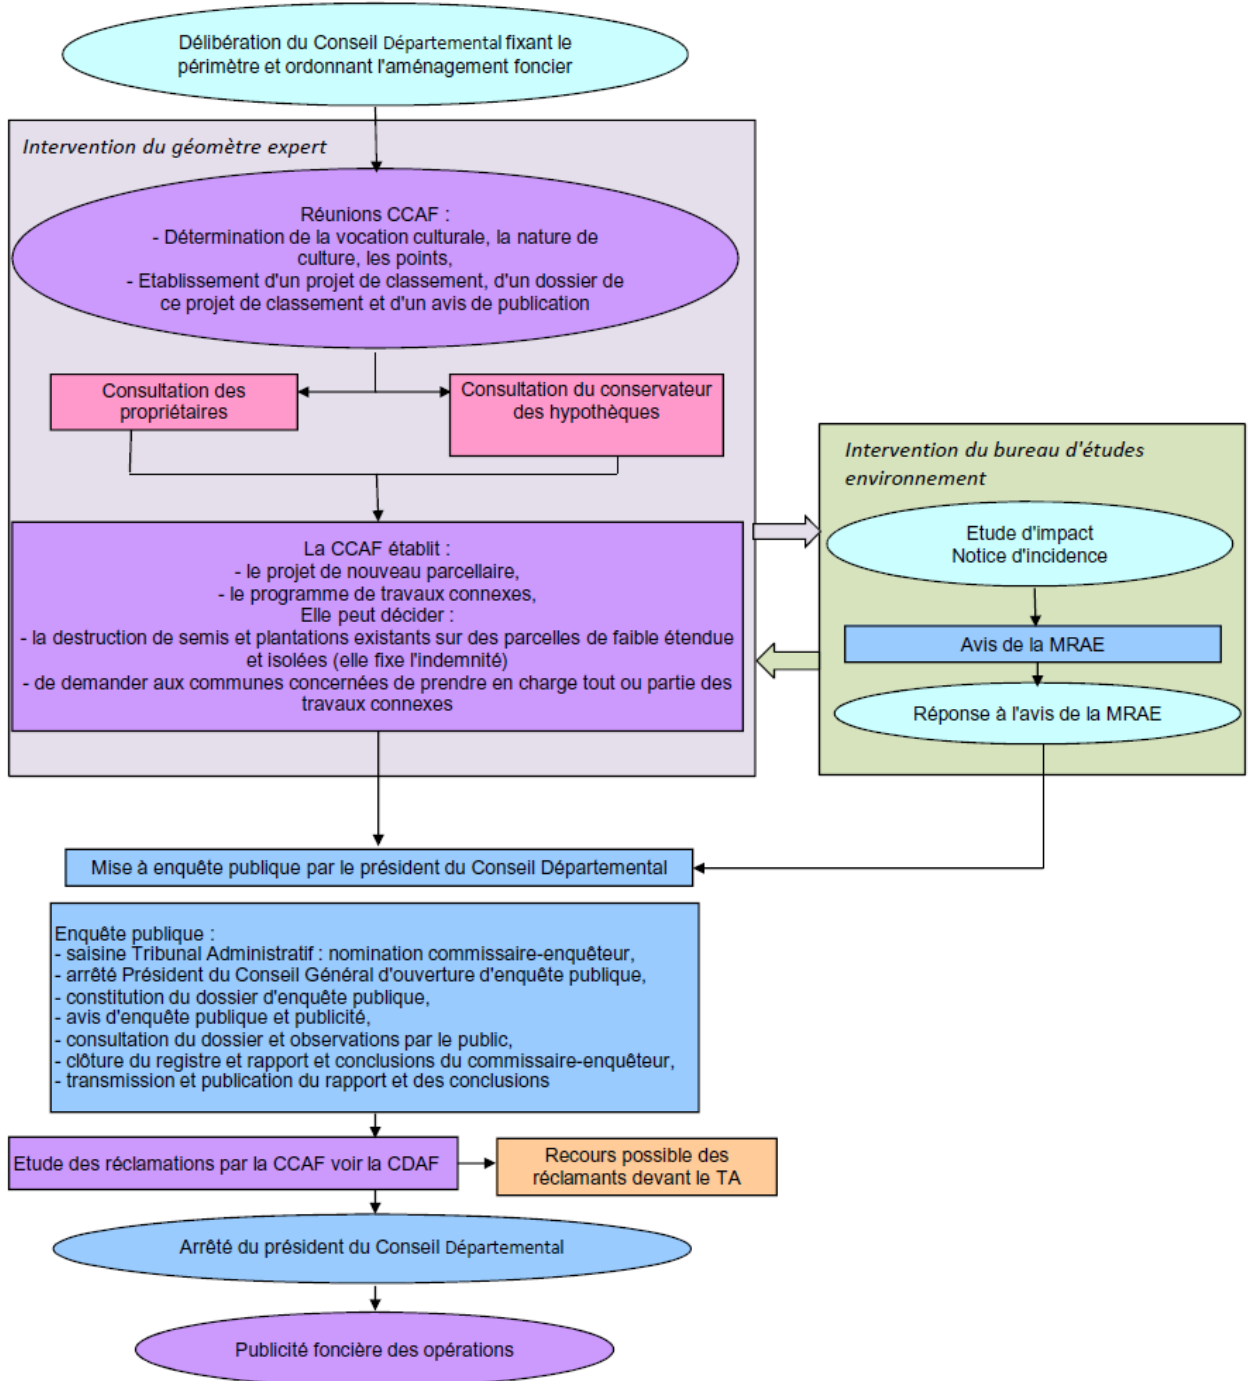 Délibération du Conseil Départemental fixant le
périmètre et ordonnant l'aménagement foncier
Intervention du géomètre expert
Réunions CCAF :
- Détermination de la vocation culturale, la nature de
culture, les points,
- Etablissement d'un projet de classement, d'un dossier de
ce projet de classement et d'un avis de publication
Consultation des
propriétaires
Consultation du conservateur
des hypothèques
La CCAF établit :
- le projet de nouveau parcellaire,
- le programme de travaux connexes,
Elle peut décider :
- la destruction de semis et plantations existants sur des parcelles de faible étendue
et isolées (elle fixe l'indemnité)
- de demander aux communes concernées de prendre en charge tout ou partie des
travaux connexes
Intervention du bureau d'études
environnement
Etude d'impact
Notice d'incidence
Avis de la MRAE
Réponse à l'avis de la MRAE
Mise à enquête publique par le président du Conseil Départemental
Enquête publique :
- saisine Tribunal Administratif : nomination commissaire-enquêteur,
- arrêté Président du Conseil Général d'ouverture d'enquête publique,
- constitution du dossier d'enquête publique,
- avis d'enquête publique et publicité,
- consultation du dossier et observations par le public,
- clôture du registre et rapport et conclusions du commissaire-enquêteur,
- transmission et publication du rapport et des conclusions
Etude des réclamations par la CCAF voir la CDAF
Recours possible des
réclamants devant le TA
Arrêté du président du Conseil Départemental
Publicité foncière des opérations